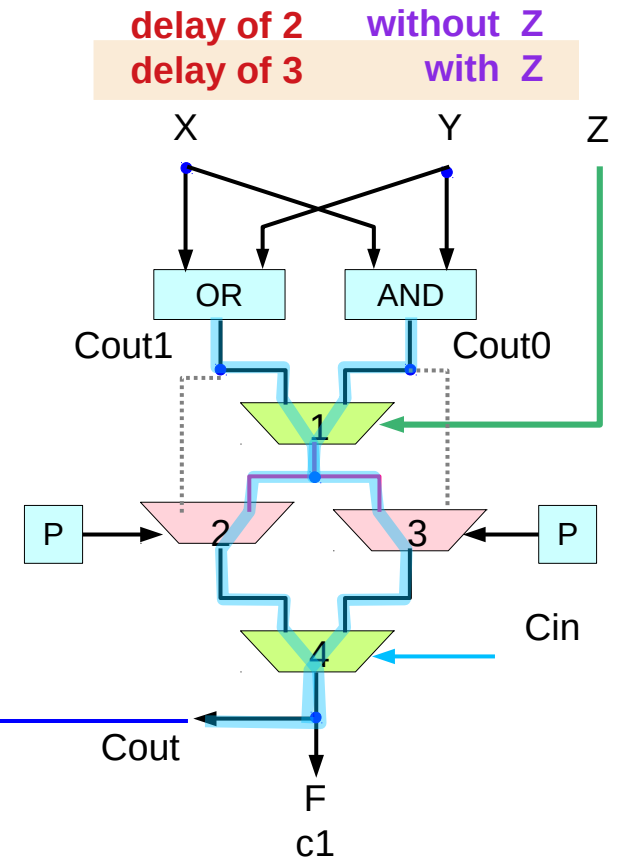 delay of 2 without Z
delay of 3 with Z
X Y Z
OR AND
Cout1 Cout0
1
P 2 3 P
Cin
4
Cout
F
c1